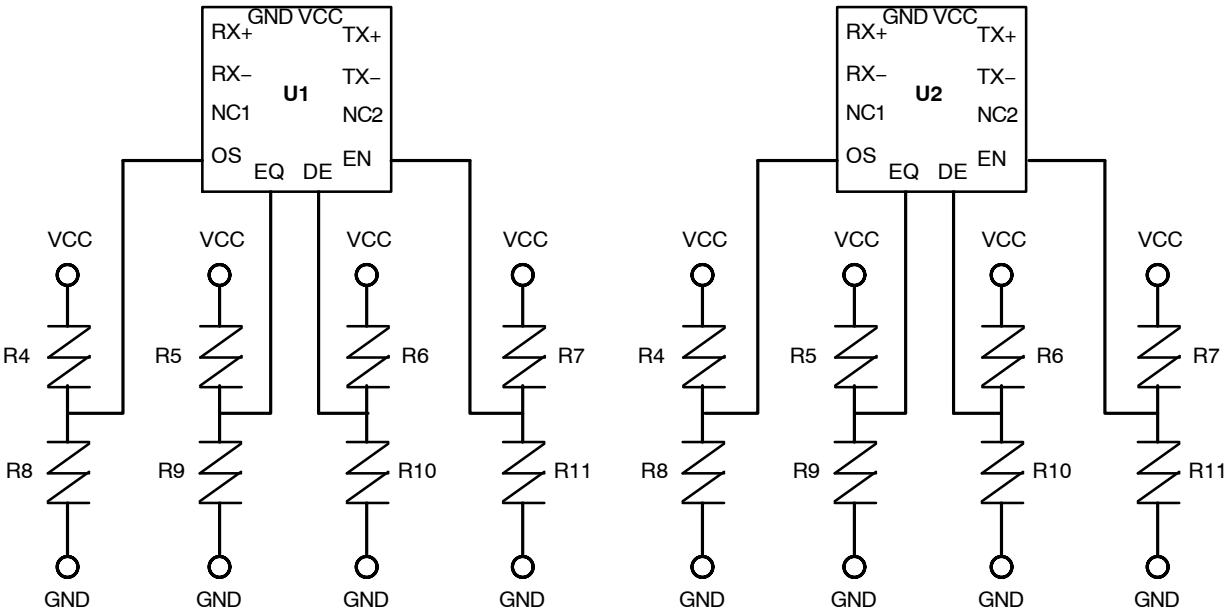 GND VCC
RX+ TX+
RX− TX−
U1
NC1 NC2
OS EN
EQ DE
VCC VCC VCC VCC
R4 R5 R6 R7
R8 R9 R10 R11
GND GND GND GND
GND VCC
RX+ TX+
RX− TX−
U2
NC1 NC2
OS EN
EQ DE
VCC VCC VCC VCC
R4 R5 R6 R7
R8 R9 R10 R11
GND GND GND GND